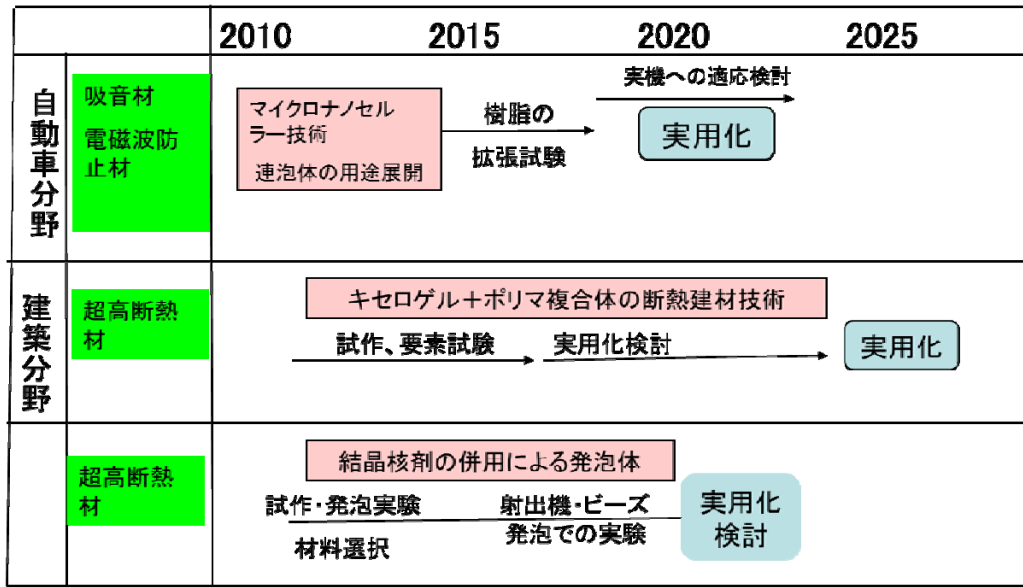 2010 2015 2020 2025
自動車分野
吸音材
電磁波防
止材
マイクロナノセル
ラー技術
連泡体の用途展開
樹脂の
拡張試験
実機への適応検討
実用化
建築分野
超高断熱
材
キセロゲル＋ポリマ複合体の断熱建材技術
試作、要素試験
実用化検討
実用化
超高断熱
材
結晶核剤の併用による発泡体
試作・発泡実験
材料選択
射出機・ビーズ
発泡での実験
実用化
検討